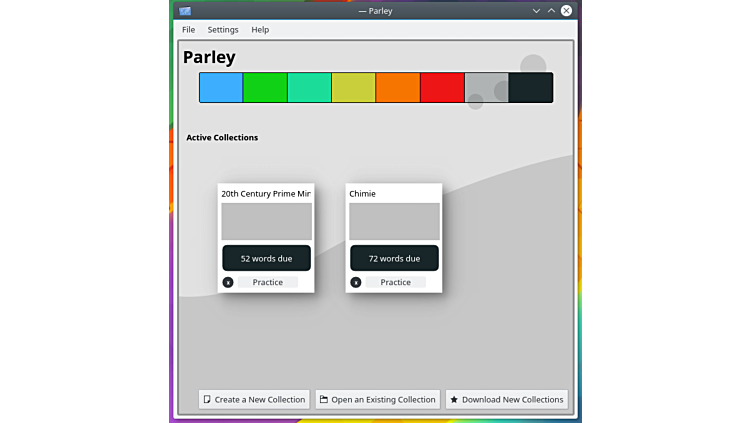 — Parley
File Settings Help
Parley
Active Collections
20th Century Prime Mir
Chimie
52 words due
72 words due
x Practice
x Practice
Create a New Collection
Open an Existing Collection
Download New Collections